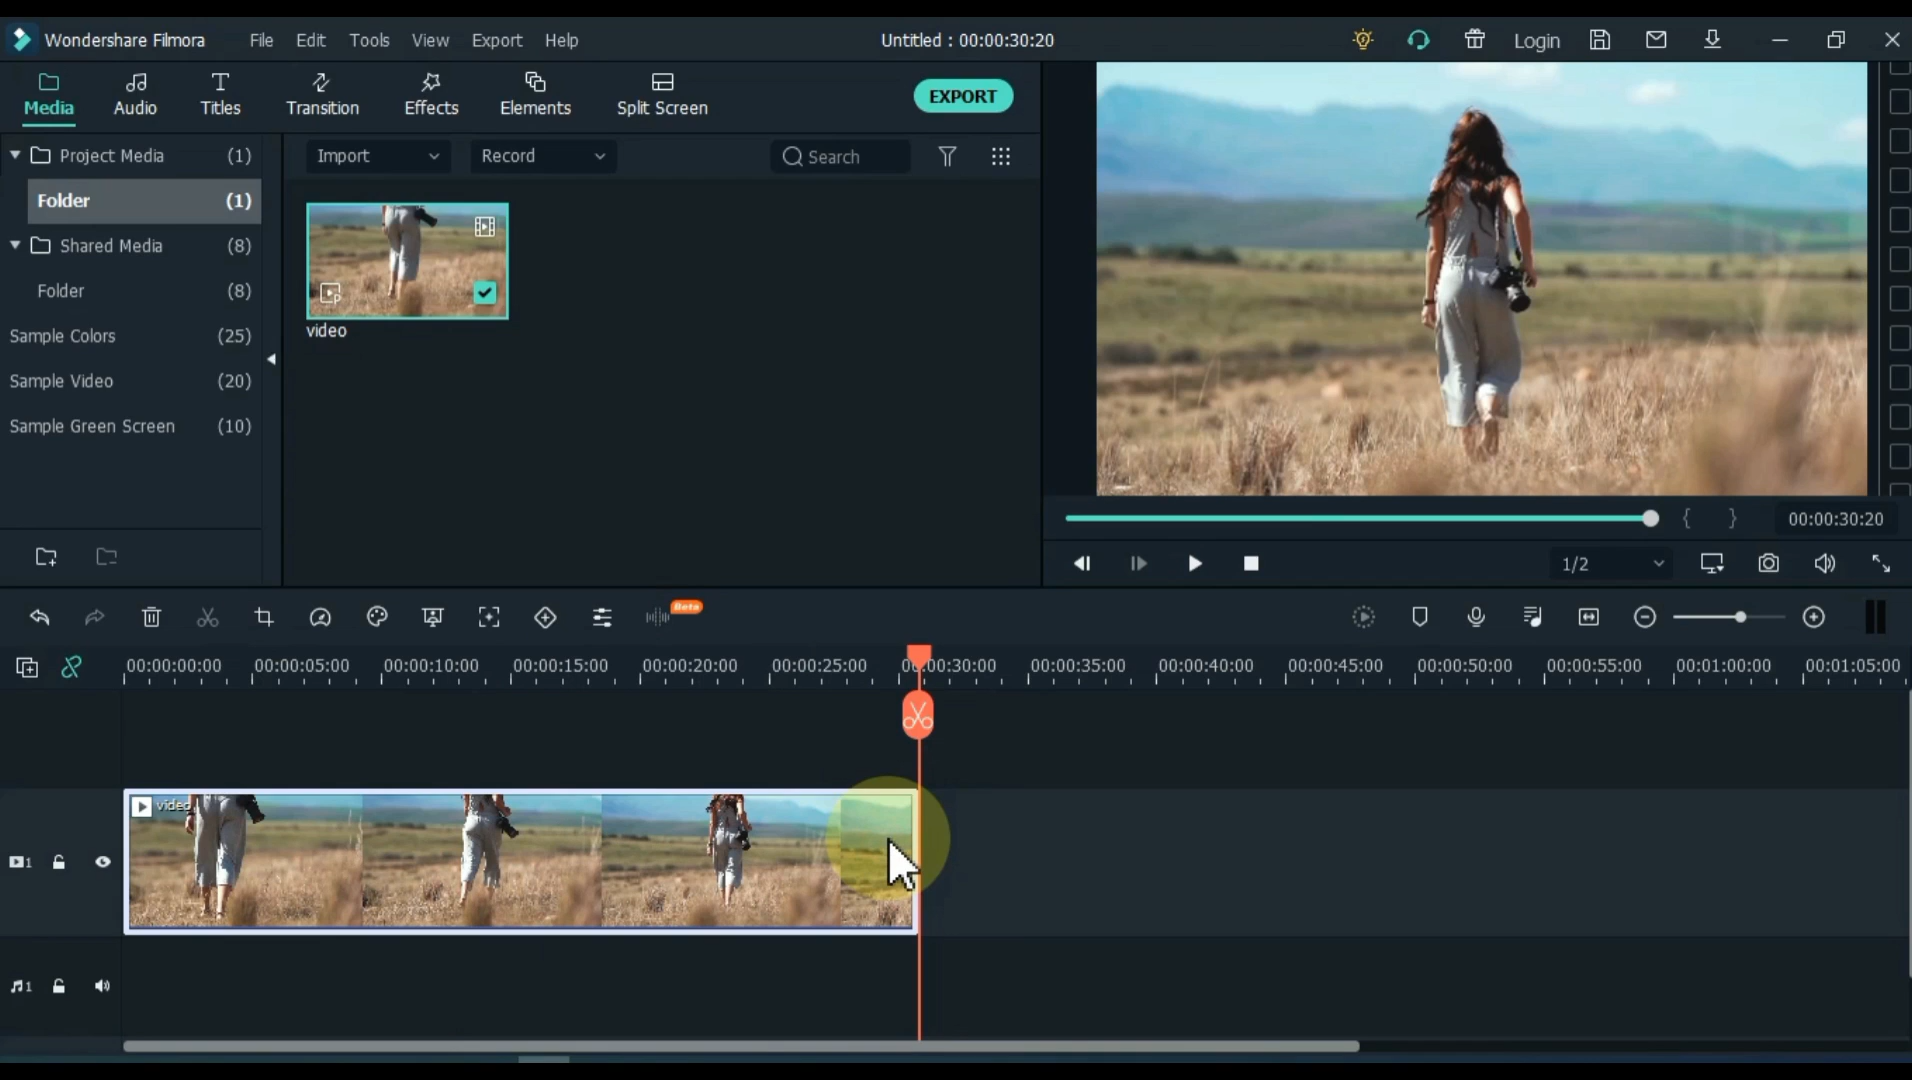 Wondershare Filmora File Edit Tools View Export Help Untitled : 00:00:30:20 Login
Media Audio Titles Transition Effects Elements Split Screen EXPORT
Project Media (1)
Folder (1)
Shared Media (8)
Folder (8)
Sample Colors (25)
Sample Video (20)
Sample Green Screen (10)
Import Record Search
video
00:00:30:20
1/2
Beta
00:00:00:00 00:00:05:00 00:00:10:00 00:00:15:00 00:00:20:00 00:00:25:00 00:00:30:00 00:00:35:00 00:00:40:00 00:00:45:00 00:00:50:00 00:00:55:00 00:01:00:00 00:01:05:00
video
1
1